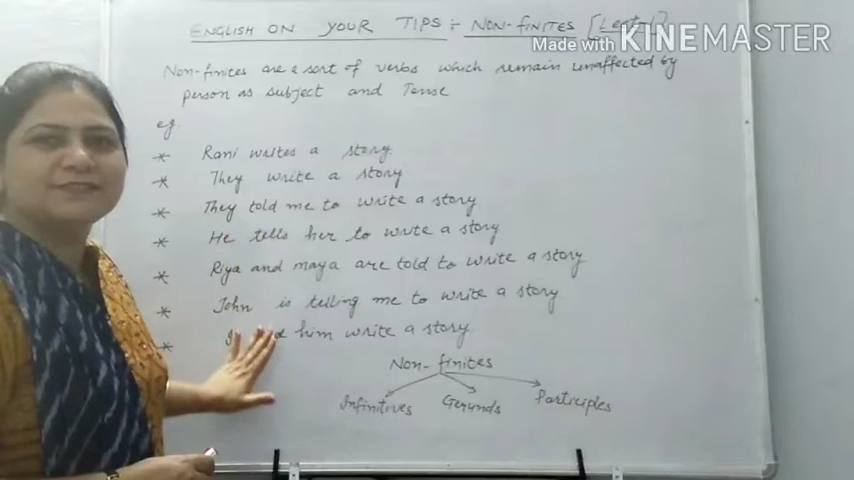 ENGLISH ON YOUR TIPS :- NON-FINITES [Lect-1]
Made with KINEMASTER
Non-finites are a sort of verbs which remain unaffected by
person as subject and Tense
eg
* Rani writes a story
* They write a story
* They told me to write a story
* He tells her to write a story
* Riya and maya are told to write a story
* John is telling me to write a story
* him write a story
Non-finites
Infinitives Gerunds Participles